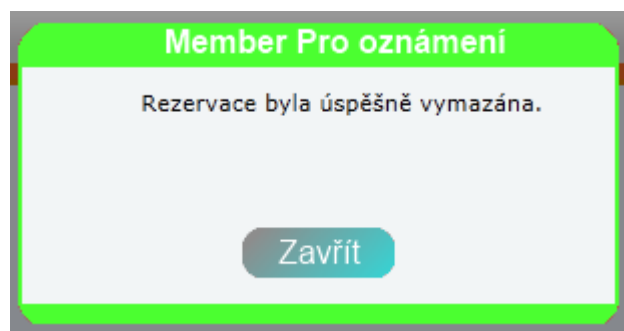 Member Pro oznámení
Rezervace byla úspěšně vymazána.
Zavřít